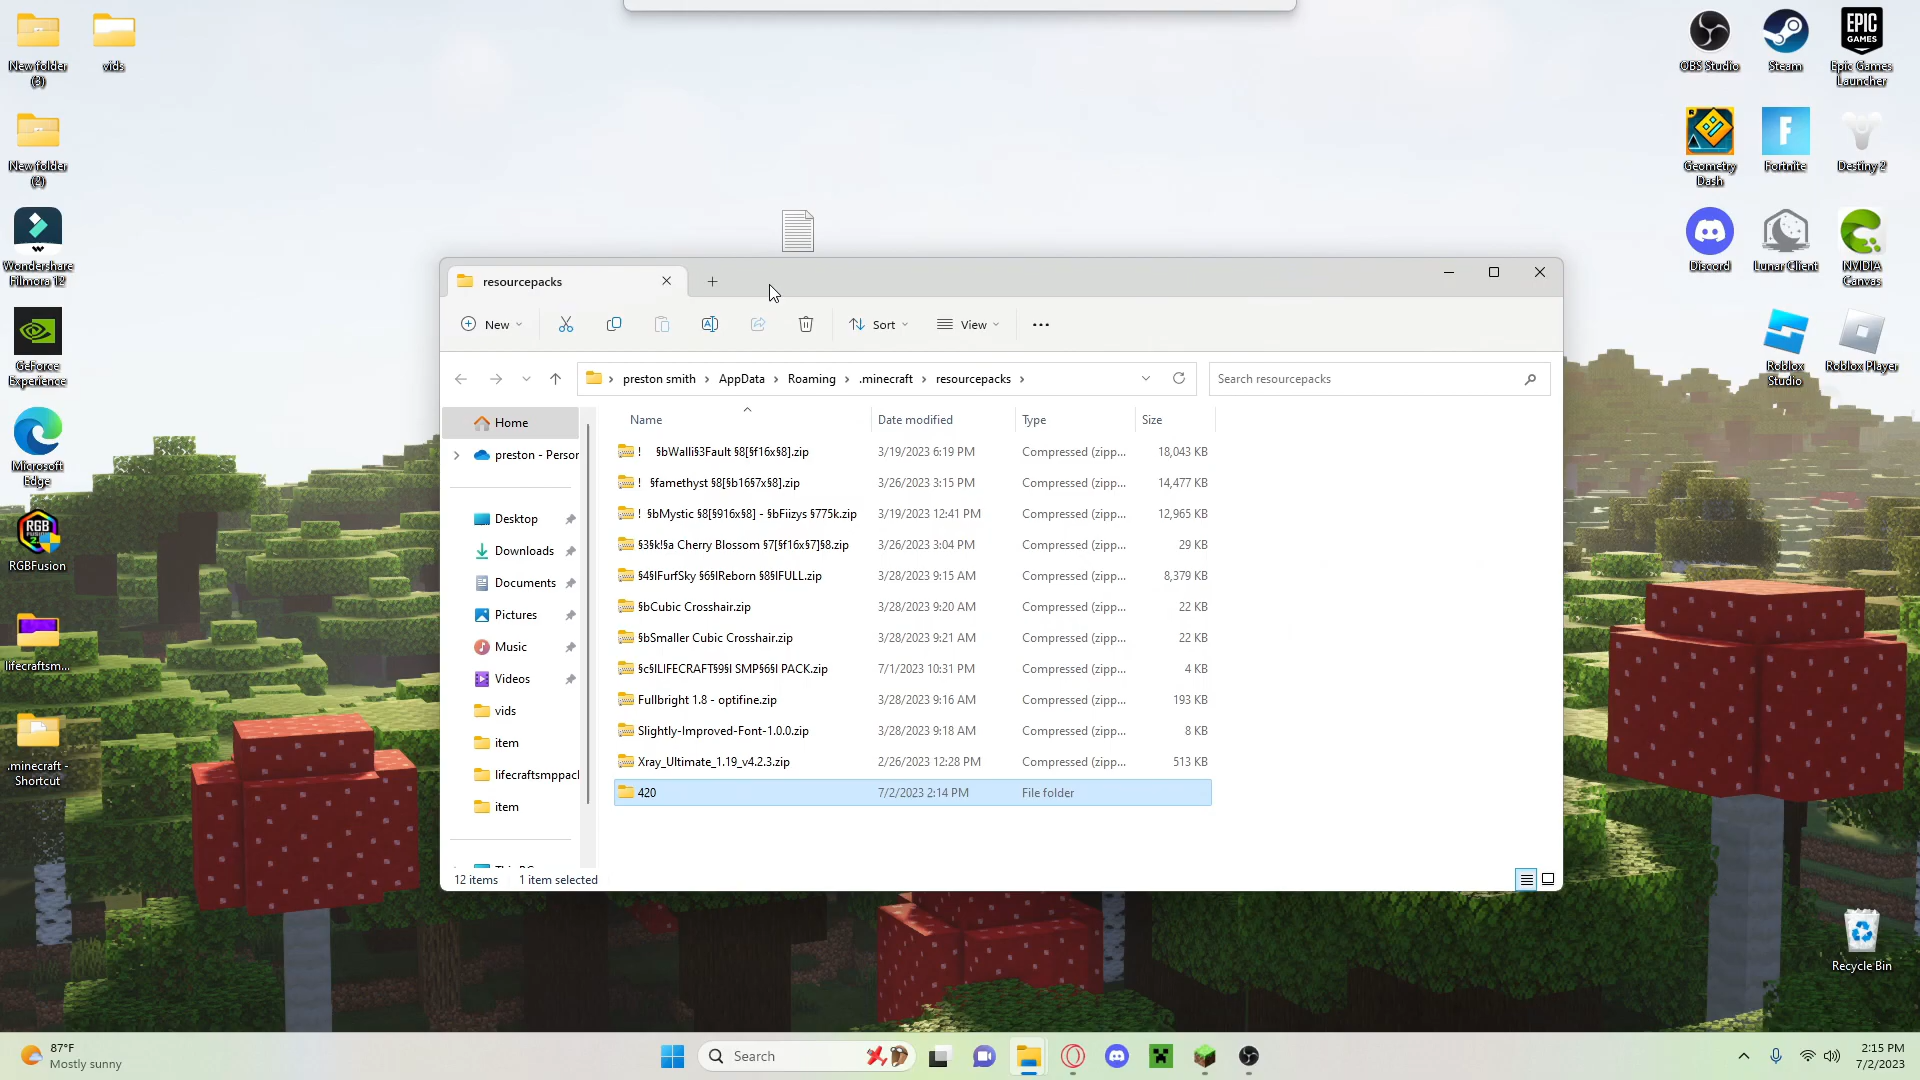 New folder
(3)
vids
OBS Studio
Steam
EPIC
GAMES
Epic Games
Launcher
New folder
(2)
Geometry
Dash
Fortnite
Destiny 2
Wondershare
Filmora 12
Discord
Lunar Client
NVIDIA
Canvas
resourcepacks
GeForce
Experience
New
Sort
View
Roblox
Studio
Roblox Player
preston smith
AppData
Roaming
.minecraft
resourcepacks
Search resourcepacks
Microsoft
Edge
Home
Name
Date modified
Type
Size
preston - Person
! §bWalli§3Fault §8[§f16x§8].zip 3/19/2023 6:19 PM Compressed (zipp... 18,043 KB
! §famethyst §8[§b16§7x§8].zip 3/26/2023 3:15 PM Compressed (zipp... 14,477 KB
Desktop
! §bMystic §8[§916x§8] - §bFiizys §775k.zip 3/19/2023 12:41 PM Compressed (zipp... 12,965 KB
RGB
2.0
RGBFusion
Downloads
§3§k!§a Cherry Blossom §7[§f16x§7]§8.zip 3/26/2023 3:04 PM Compressed (zipp... 29 KB
Documents
§4§lFurfSky §6§lReborn §8§lFULL.zip 3/28/2023 9:15 AM Compressed (zipp... 8,379 KB
Pictures
§bCubic Crosshair.zip 3/28/2023 9:20 AM Compressed (zipp... 22 KB
Music
§bSmaller Cubic Crosshair.zip 3/28/2023 9:21 AM Compressed (zipp... 22 KB
lifecraftsm...
Videos
§c§lLIFECRAFT§9§l SMP§6§l PACK.zip 7/1/2023 10:31 PM Compressed (zipp... 4 KB
vids
Fullbright 1.8 - optifine.zip 3/28/2023 9:16 AM Compressed (zipp... 193 KB
item
Slightly-Improved-Font-1.0.0.zip 3/28/2023 9:18 AM Compressed (zipp... 8 KB
lifecraftsmppacl
Xray_Ultimate_1.19_v4.2.3.zip 2/26/2023 12:28 PM Compressed (zipp... 513 KB
.minecraft -
Shortcut
item
420 7/2/2023 2:14 PM File folder
12 items 1 item selected
Recycle Bin
87°F
Mostly sunny
Search
2:15 PM
7/2/2023